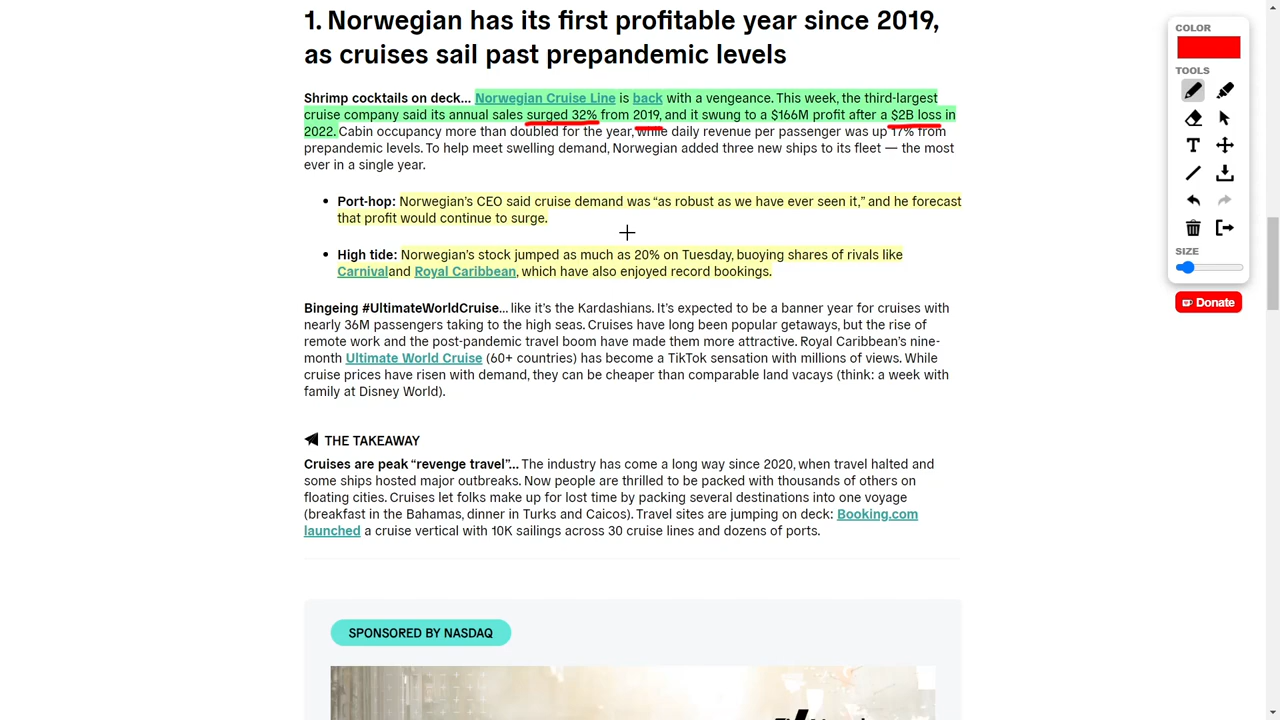 1. Norwegian has its first profitable year since 2019,
as cruises sail past prepandemic levels
Shrimp cocktails on deck... Norwegian Cruise Line is back with a vengeance. This week, the third-largest
cruise company said its annual sales surged 32% from 2019, and it swung to a $166M profit after a $2B loss in
2022. Cabin occupancy more than doubled for the year, while daily revenue per passenger was up 17% from
prepandemic levels. To help meet swelling demand, Norwegian added three new ships to its fleet — the most
ever in a single year.
• Port-hop: Norwegian's CEO said cruise demand was "as robust as we have ever seen it," and he forecast
that profit would continue to surge.
• High tide: Norwegian's stock jumped as much as 20% on Tuesday, buoying shares of rivals like
Carnivaland Royal Caribbean, which have also enjoyed record bookings.
Bingeing #UltimateWorldCruise... like it's the Kardashians. It's expected to be a banner year for cruises with
nearly 36M passengers taking to the high seas. Cruises have long been popular getaways, but the rise of
remote work and the post-pandemic travel boom have made them more attractive. Royal Caribbean's nine-
month Ultimate World Cruise (60+ countries) has become a TikTok sensation with millions of views. While
cruise prices have risen with demand, they can be cheaper than comparable land vacays (think: a week with
family at Disney World).
THE TAKEAWAY
Cruises are peak "revenge travel"... The industry has come a long way since 2020, when travel halted and
some ships hosted major outbreaks. Now people are thrilled to be packed with thousands of others on
floating cities. Cruises let folks make up for lost time by packing several destinations into one voyage
(breakfast in the Bahamas, dinner in Turks and Caicos). Travel sites are jumping on deck: Booking.com
launched a cruise vertical with 10K sailings across 30 cruise lines and dozens of ports.
SPONSORED BY NASDAQ
COLOR
TOOLS
T
SIZE
Donate